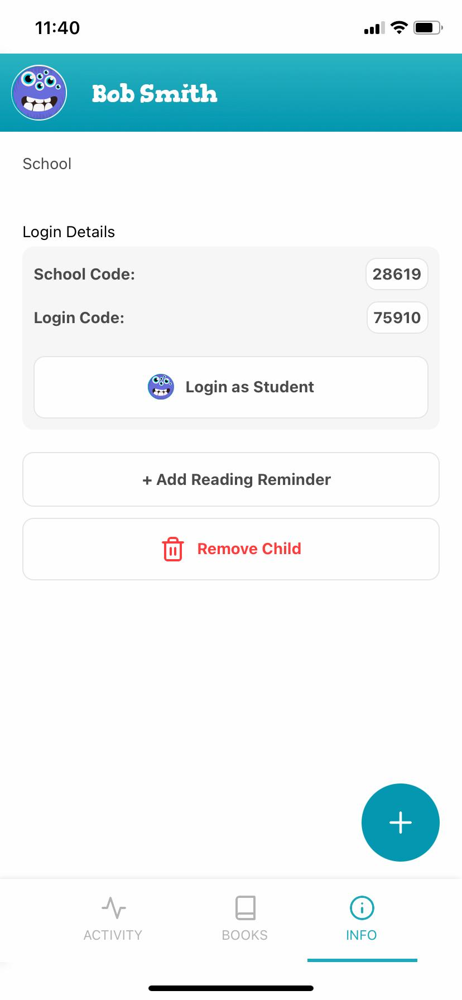 11:40
Bob Smith
School
Login Details
School Code: 28619
Login Code: 75910
Login as Student
+ Add Reading Reminder
Remove Child
ACTIVITY BOOKS INFO